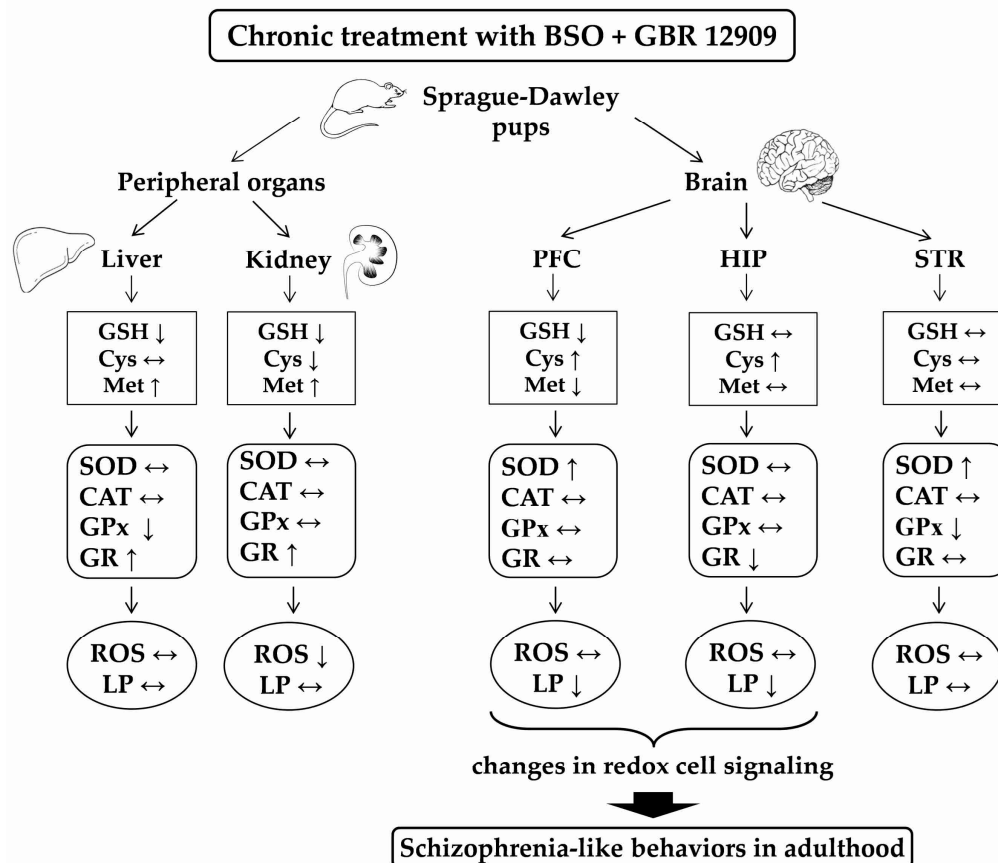 Chronic treatment with BSO + GBR 12909
Sprague-Dawley
pups
Peripheral organs
Brain
Liver
Kidney
PFC
HIP
STR
GSH ↓
Cys ↔
Met ↑
GSH ↓
Cys ↓
Met ↑
GSH ↓
Cys ↑
Met ↓
GSH ↔
Cys ↑
Met ↔
GSH ↔
Cys ↔
Met ↔
SOD ↔
CAT ↔
GPx ↓
GR ↑
SOD ↔
CAT ↔
GPx ↔
GR ↑
SOD ↑
CAT ↔
GPx ↔
GR ↔
SOD ↔
CAT ↔
GPx ↔
GR ↓
SOD ↑
CAT ↔
GPx ↓
GR ↔
ROS ↔
LP ↔
ROS ↓
LP ↔
ROS ↔
LP ↓
ROS ↔
LP ↓
ROS ↔
LP ↔
changes in redox cell signaling
Schizophrenia-like behaviors in adulthood